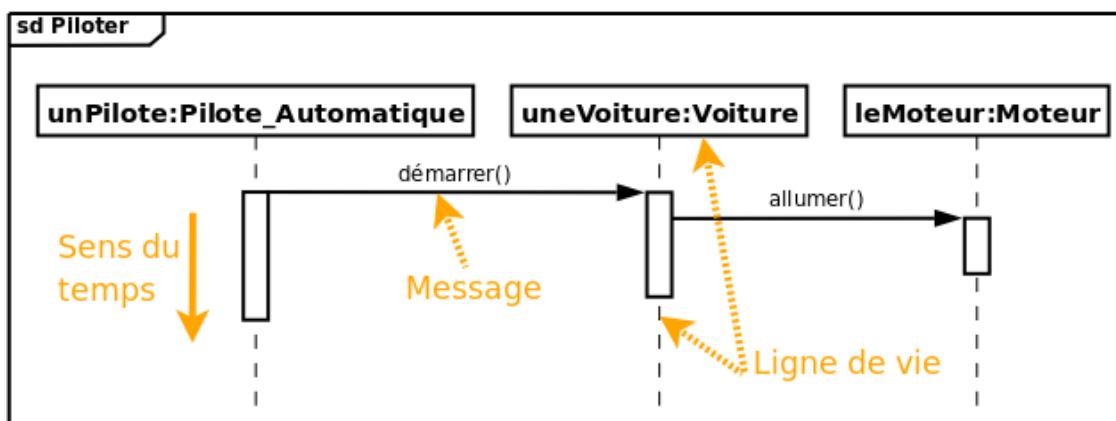 sd Piloter
unPilote:Pilote_Automatique
uneVoiture:Voiture
leMoteur:Moteur
démarrer()
allumer()
Sens du
temps
Message
Ligne de vie